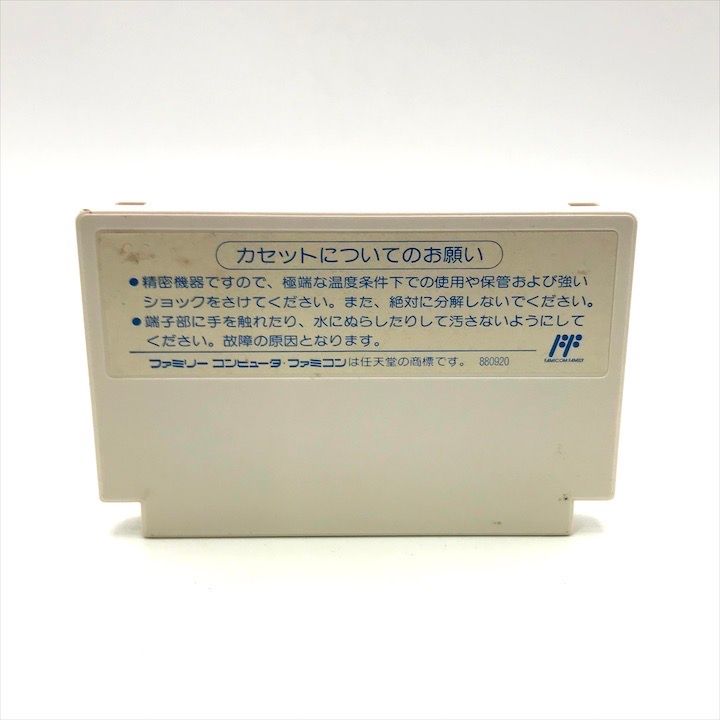 カセットについてのお願い
●精密機器ですので、極端な温度条件下での使用や保管および強い
ショックをさけてください。また、絶対に分解しないでください。
●端子部に手を触れたり、水にぬらしたりして汚さないようにして
ください。故障の原因となります。
FAMICOM FAMILY
ファミリー コンピュータ・ファミコンは任天堂の商標です。 880920